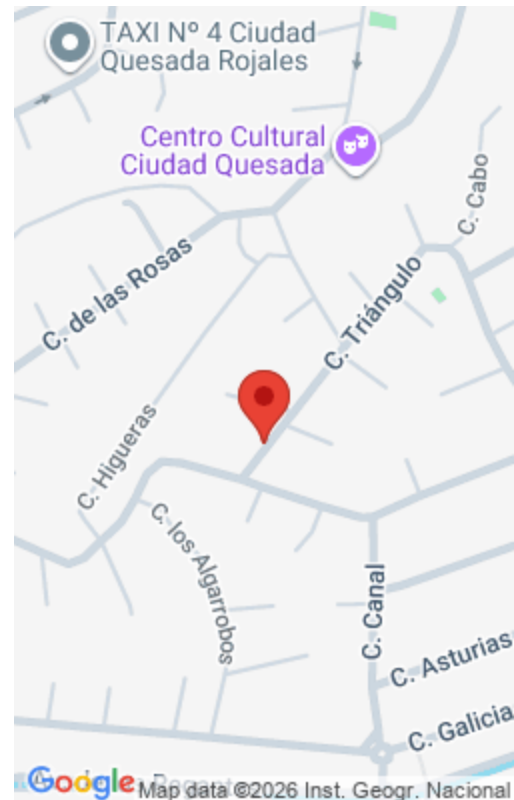 TAXI Nº 4 Ciudad
Quesada Rojales
Centro Cultural
Ciudad Quesada
C. Cabo
C. de las Rosas
C. Triángulo
C. Higueras
C. los Algarrobos
C. Canal
C. Asturias
C. Galicia
Google
Map data ©2026 Inst. Geogr. Nacional